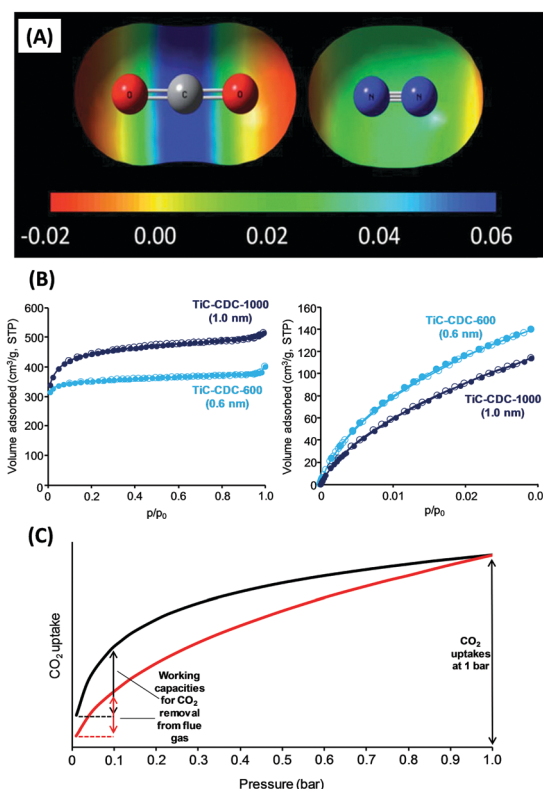 (A)
O C O N N
-0.02 0.00 0.02 0.04 0.06
(B)
Volume adsorbed (cm³/g, STP)
600
500
400
300
200
100
0
TiC-CDC-1000
(1.0 nm)
TiC-CDC-600
(0.6 nm)
0 0.2 0.4 0.6 0.8 1.0
p/p₀
Volume adsorbed (cm³/g, STP)
160
140
120
100
80
60
40
20
0
TiC-CDC-600
(0.6 nm)
TiC-CDC-1000
(1.0 nm)
0 0.01 0.02 0.0
p/p₀
(C)
CO₂ uptake
Working
capacities
for CO₂
removal
from flue
gas
CO₂
uptakes
at 1 bar
0.0 0.1 0.2 0.3 0.4 0.5 0.6 0.7 0.8 0.9 1.0
Pressure (bar)